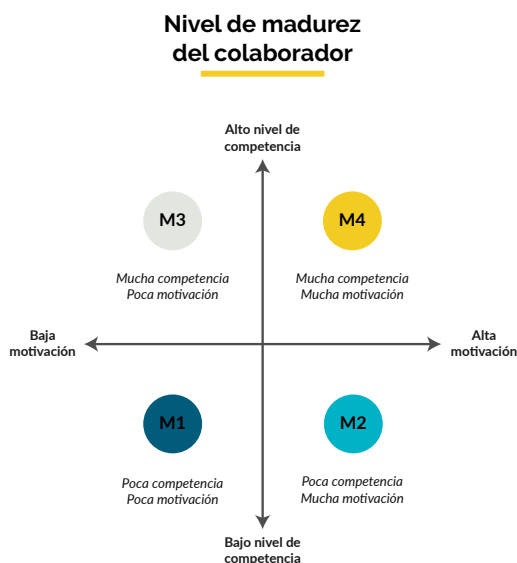 Nivel de madurez
del colaborador
Alto nivel de
competencia
M3
M4
Mucha competencia
Poca motivación
Mucha competencia
Mucha motivación
Baja
motivación
Alta
motivación
M1
M2
Poca competencia
Poca motivación
Poca competencia
Mucha motivación
Bajo nivel de
competencia